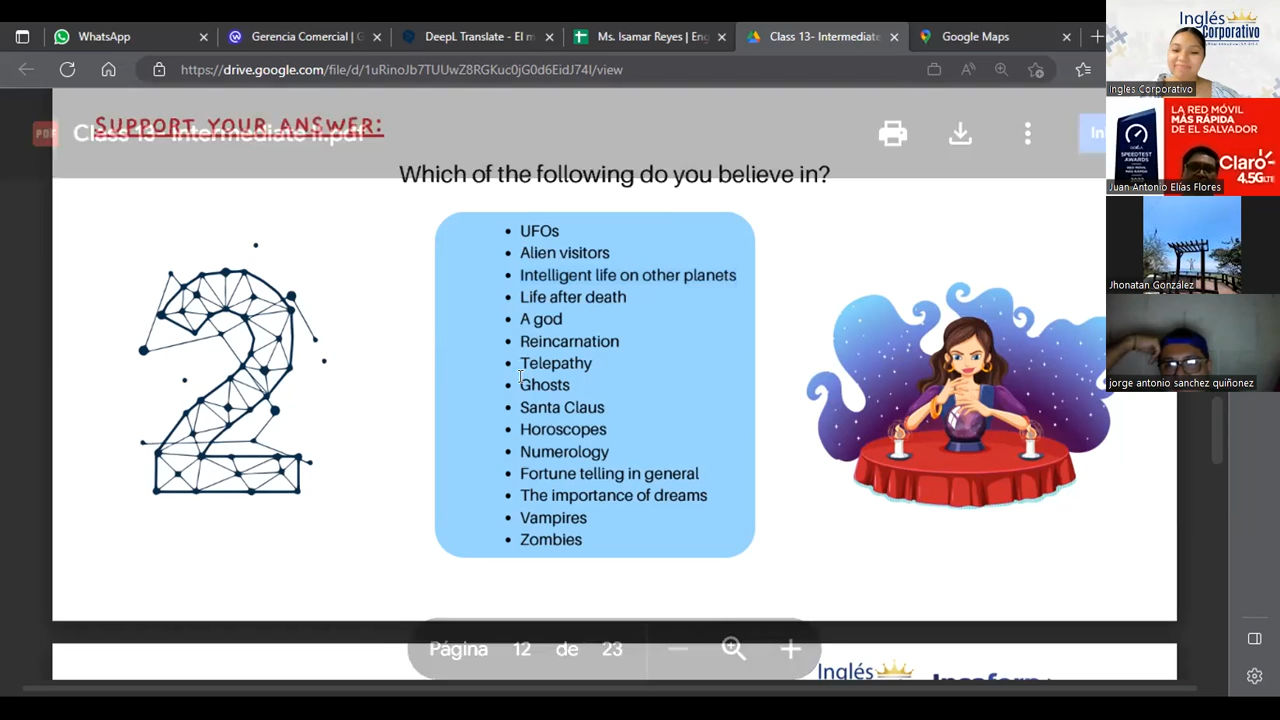 WhatsApp
Gerencia Comercial | G
DeepL Translate - El m
Ms. Isamar Reyes | Eng
Class 13- Intermediate
Google Maps
https://drive.google.com/file/d/1uRinoJb7TUUwZ8RGKuc0jG0d6EidJ74I/view
SUPPORT YOUR ANSWER:
PDF Class 13- Intermediate II.pdf
Which of the following do you believe in?
• UFOs
• Alien visitors
• Intelligent life on other planets
• Life after death
• A god
• Reincarnation
• Telepathy
• Ghosts
• Santa Claus
• Horoscopes
• Numerology
• Fortune telling in general
• The importance of dreams
• Vampires
• Zombies
2
Página 12 de 23
Inglés
Inglés
Corporativo
Ingles Corporativo
LA RED MÓVIL
MÁS RÁPIDA
DE EL SALVADOR
SPEEDTEST
AWARDS
Claro
4.5G LTE
Juan Antonio Elías Flores
Jhonatan González
jorge antonio sanchez quiñonez